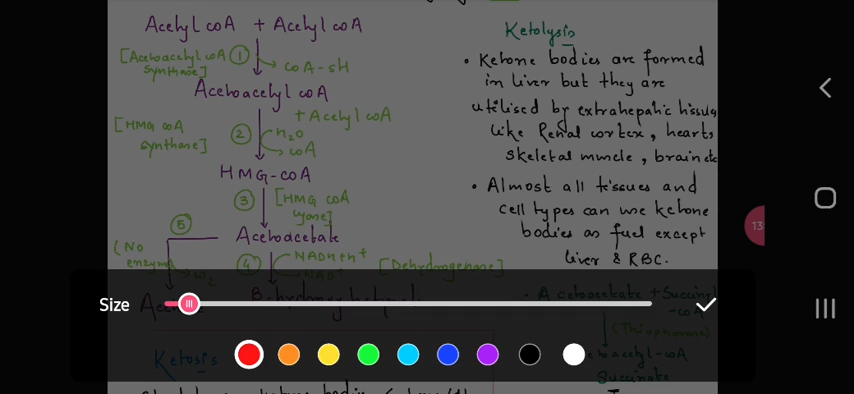 Acetyl coA + Acetyl coA
[Acetoacetyl coA
synthase]
1
coA-SH
Acetoacetyl coA
+ Acetyl coA
[HMG coA
synthase]
2
H2O
coA
HMG-coA
3
[HMG coA
lyase]
5
Acetoacetate
(No
enzyme
4
NADH+H+
NAD+
[Dehydrogenase]
Ketosis
Ketolysis
• Ketone bodies are formed
in liver but they are
utilised by extrahepatic tissue
like Renal cortex, heart,
skeletal muscle, brain etc
• Almost all tissues and
cell types can use ketone
bodies as fuel except
liver & RBC.
• Acetoacetate + Succinyl
-coA
(Thiophorase)
Acetoacetyl-coA
Succinate
13
Size